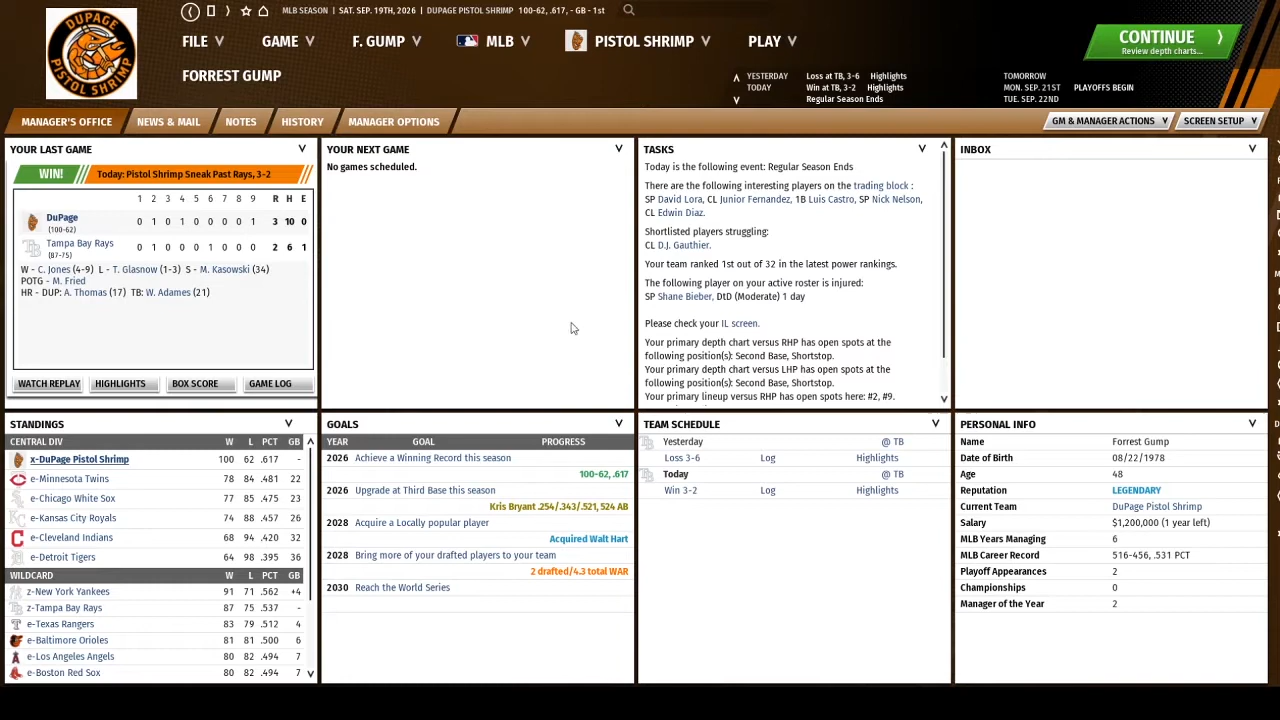 MLB SEASON | SAT. SEP. 19TH, 2026 | DUPAGE PISTOL SHRIMP 100-62, .617, - GB - 1st
DUPAGE
PISTOL SHRIMP
FILE
GAME
F. GUMP
MLB
PISTOL SHRIMP
PLAY
CONTINUE
Review depth charts...
FORREST GUMP
YESTERDAY Loss at TB, 3-6 Highlights
TODAY Win at TB, 3-2 Highlights
Regular Season Ends
TOMORROW
MON. SEP. 21ST PLAYOFFS BEGIN
TUE. SEP. 22ND
MANAGER'S OFFICE
NEWS & MAIL
NOTES
HISTORY
MANAGER OPTIONS
GM & MANAGER ACTIONS
SCREEN SETUP
YOUR LAST GAME
WIN! Today: Pistol Shrimp Sneak Past Rays, 3-2
1 2 3 4 5 6 7 8 9 R H E
DuPage 0 1 0 1 0 0 0 0 1 3 10 0
(100-62)
Tampa Bay Rays 0 1 0 0 0 1 0 0 0 2 6 1
(87-75)
W - C. Jones (4-9) L - T. Glasnow (1-3) S - M. Kasowski (34)
POTG - M. Fried
HR - DUP: A. Thomas (17) TB: W. Adames (21)
WATCH REPLAY
HIGHLIGHTS
BOX SCORE
GAME LOG
YOUR NEXT GAME
No games scheduled.
TASKS
Today is the following event: Regular Season Ends
There are the following interesting players on the trading block :
SP David Lora, CL Junior Fernandez, 1B Luis Castro, SP Nick Nelson,
CL Edwin Diaz.
Shortlisted players struggling:
CL D.J. Gauthier.
Your team ranked 1st out of 32 in the latest power rankings.
The following player on your active roster is injured:
SP Shane Bieber, DtD (Moderate) 1 day
Please check your IL screen.
Your primary depth chart versus RHP has open spots at the
following position(s): Second Base, Shortstop.
Your primary depth chart versus LHP has open spots at the
following position(s): Second Base, Shortstop.
Your primary lineup versus RHP has open spots here: #2, #9.
INBOX
STANDINGS
CENTRAL DIV W L PCT GB
x-DuPage Pistol Shrimp 100 62 .617 -
e-Minnesota Twins 78 84 .481 22
e-Chicago White Sox 77 85 .475 23
e-Kansas City Royals 74 88 .457 26
e-Cleveland Indians 68 94 .420 32
e-Detroit Tigers 64 98 .395 36
WILDCARD W L PCT GB
z-New York Yankees 91 71 .562 +4
z-Tampa Bay Rays 87 75 .537 -
e-Texas Rangers 83 79 .512 4
e-Baltimore Orioles 81 81 .500 6
e-Los Angeles Angels 80 82 .494 7
e-Boston Red Sox 80 82 .494 7
GOALS
YEAR GOAL PROGRESS
2026 Achieve a Winning Record this season
100-62, .617
2026 Upgrade at Third Base this season
Kris Bryant .254/.343/.521, 524 AB
2028 Acquire a Locally popular player
Acquired Walt Hart
2028 Bring more of your drafted players to your team
2 drafted/4.3 total WAR
2030 Reach the World Series
TEAM SCHEDULE
Yesterday @ TB
Loss 3-6 Log Highlights
Today @ TB
Win 3-2 Log Highlights
PERSONAL INFO
Name Forrest Gump
Date of Birth 08/22/1978
Age 48
Reputation LEGENDARY
Current Team DuPage Pistol Shrimp
Salary $1,200,000 (1 year left)
MLB Years Managing 6
MLB Career Record 516-456, .531 PCT
Playoff Appearances 2
Championships 0
Manager of the Year 2